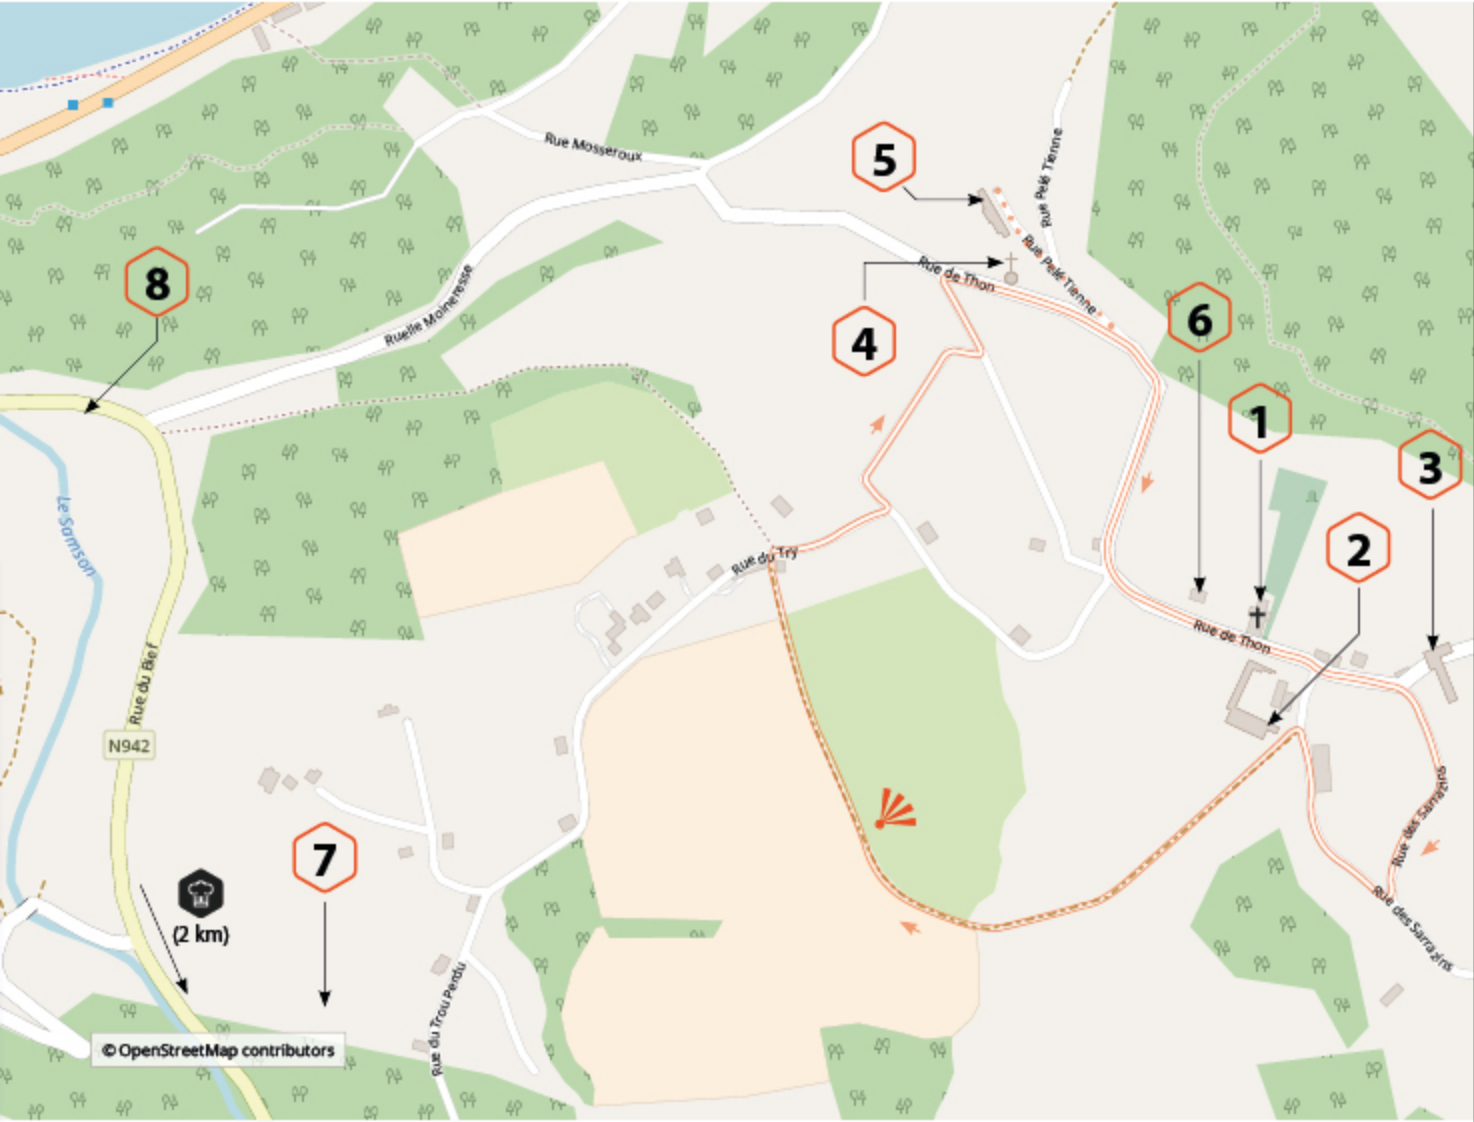 Rue Mosseroux
5
Rue Pelé Tienne
Rue Pelé Tienne
Rue de Thon
8
Ruelle Moineresse
4
6
1
3
Le Samson
2
Rue du Try
Rue de Thon
Rue du Bief
N942
7
(2 km)
Rue des Sarrazins
Rue des Sarrazins
Rue du Trou Perdu
© OpenStreetMap contributors